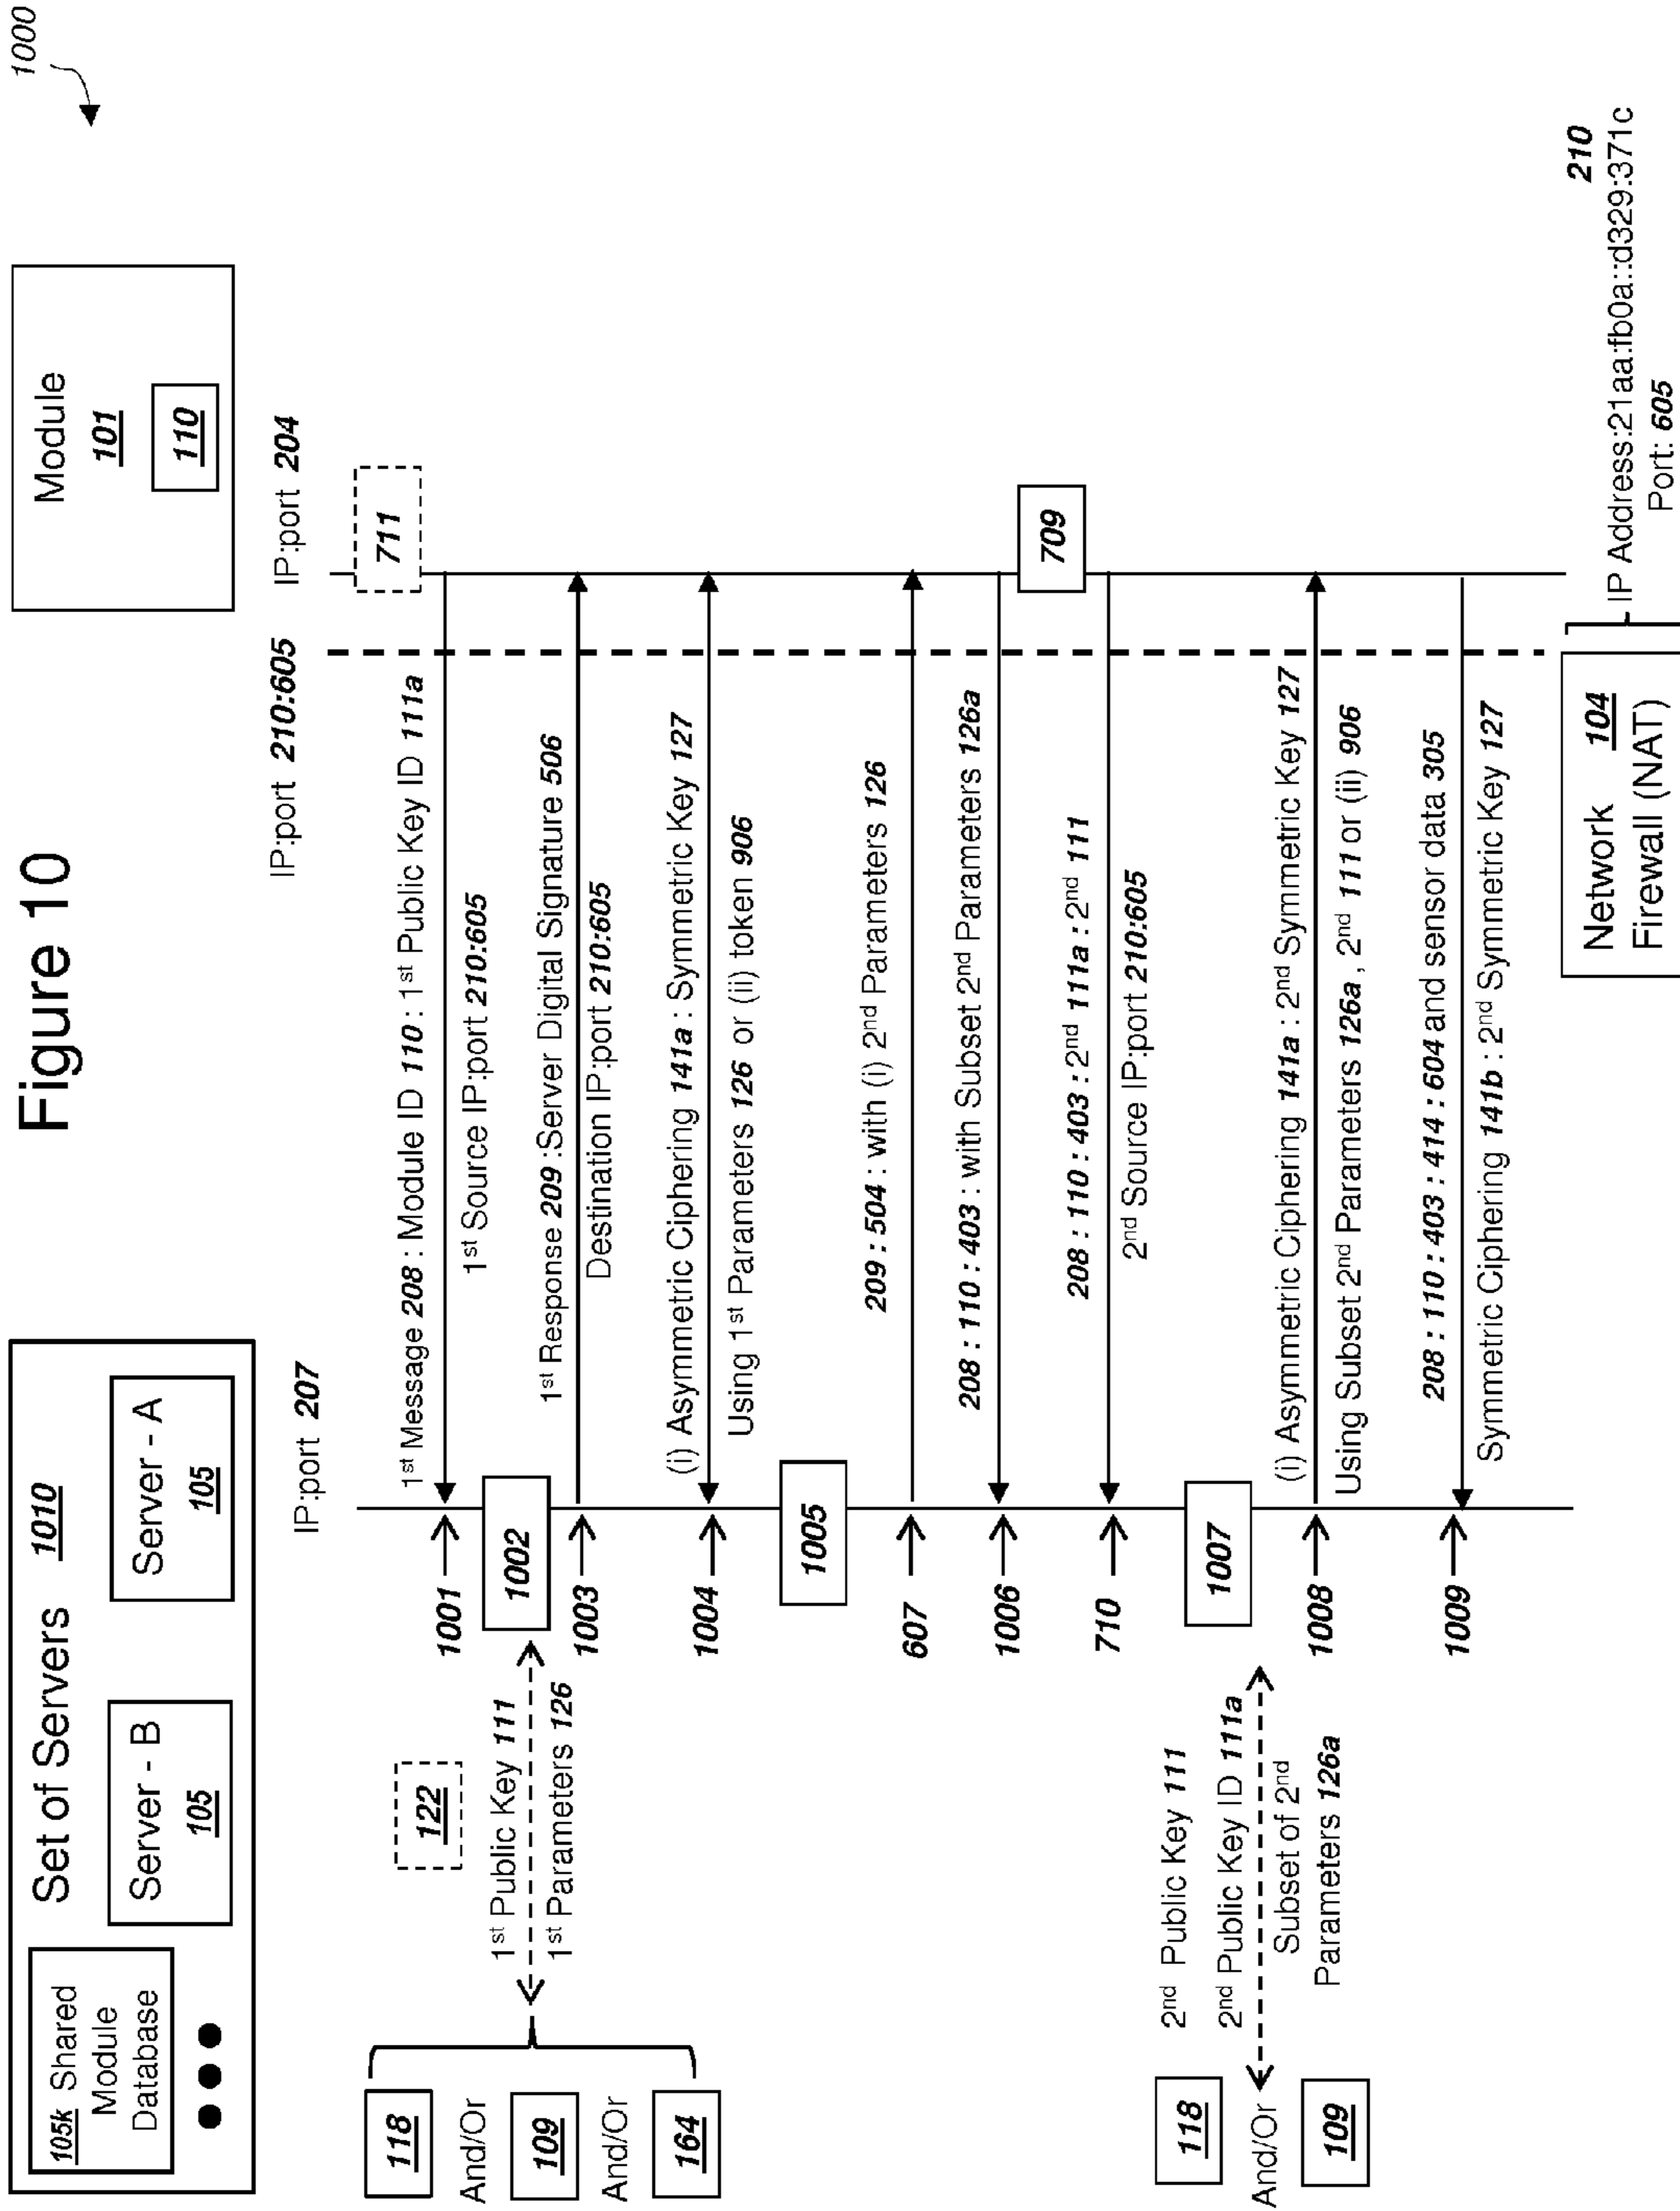 Figure 10
1000
Set of Servers 1010
105k Shared
Module
Database
Server - B
105
Server - A
105
Module
101
110
IP:port 207
IP:port 210:605
IP:port 204
711
1001
1st Message 208 : Module ID 110 : 1st Public Key ID 111a
1st Source IP:port 210:605
118
And/Or
109
And/Or
164
122
1st Public Key 111
1st Parameters 126
1002
1003
1st Response 209 :Server Digital Signature 506
Destination IP:port 210:605
1004
(i) Asymmetric Ciphering 141a : Symmetric Key 127
Using 1st Parameters 126 or (ii) token 906
1005
607
209 : 504 : with (i) 2nd Parameters 126
1006
208 : 110 : 403 : with Subset 2nd Parameters 126a
709
710
208 : 110 : 403 : 2nd 111a : 2nd 111
2nd Source IP:port 210:605
118
And/Or
109
2nd Public Key 111
2nd Public Key ID 111a
Subset of 2nd
Parameters 126a
1007
1008
(i) Asymmetric Ciphering 141a : 2nd Symmetric Key 127
Using Subset 2nd Parameters 126a, 2nd 111 or (ii) 906
1009
208 : 110 : 403 : 414 : 604 and sensor data 305
Symmetric Ciphering 141b : 2nd Symmetric Key 127
Network 104
Firewall (NAT)
210
IP Address:21aa:fb0a::d329:371c
Port: 605